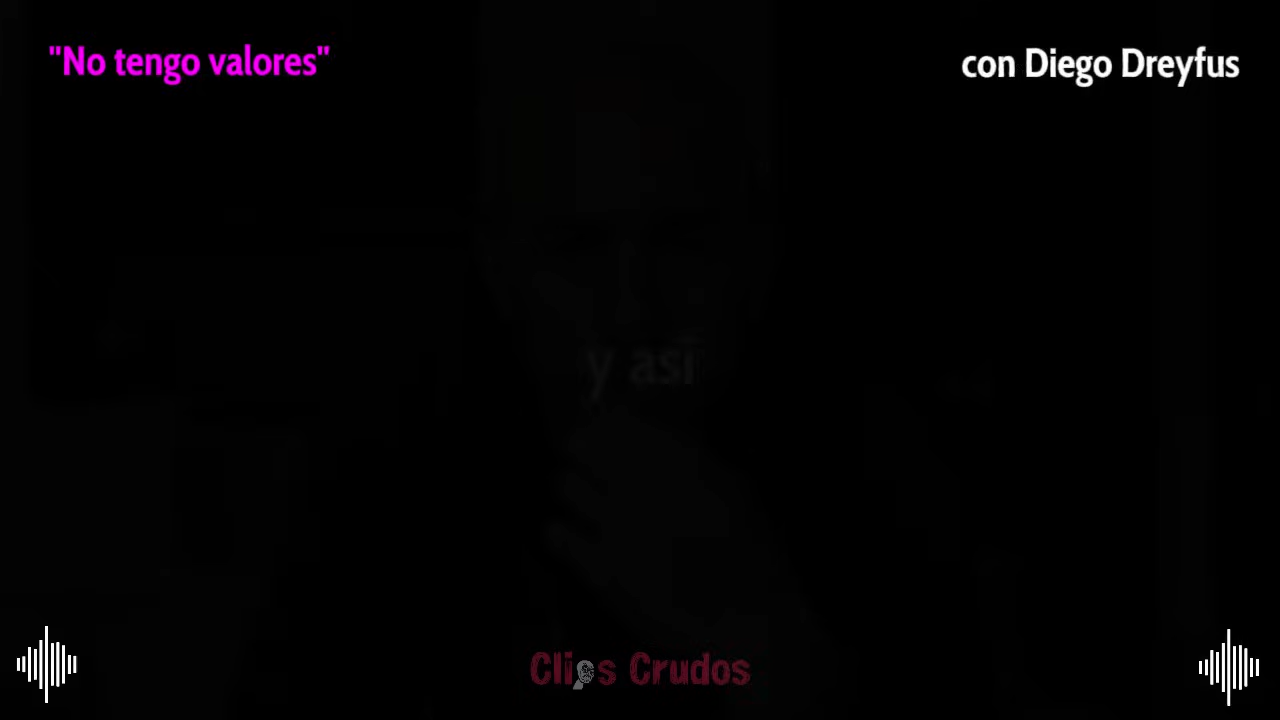 "No tengo valores"
con Diego Dreyfus
y así
Clips Crudos